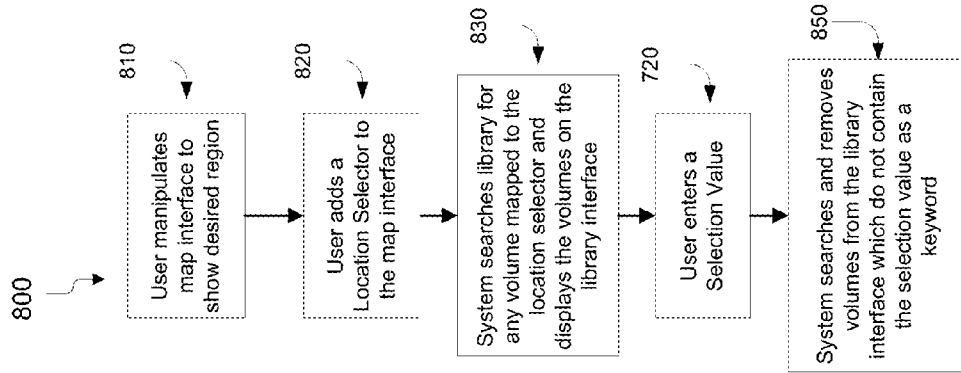 800
810
User manipulates
map interface to
show desired region
820
User adds a
Location Selector to
the map interface
830
System searches library for
any volume mapped to the
location selector and
displays the volumes on the
library interface
720
User enters a
Selection Value
850
System searches and removes
volumes from the library
interface which do not contain
the selection value as a
keyword